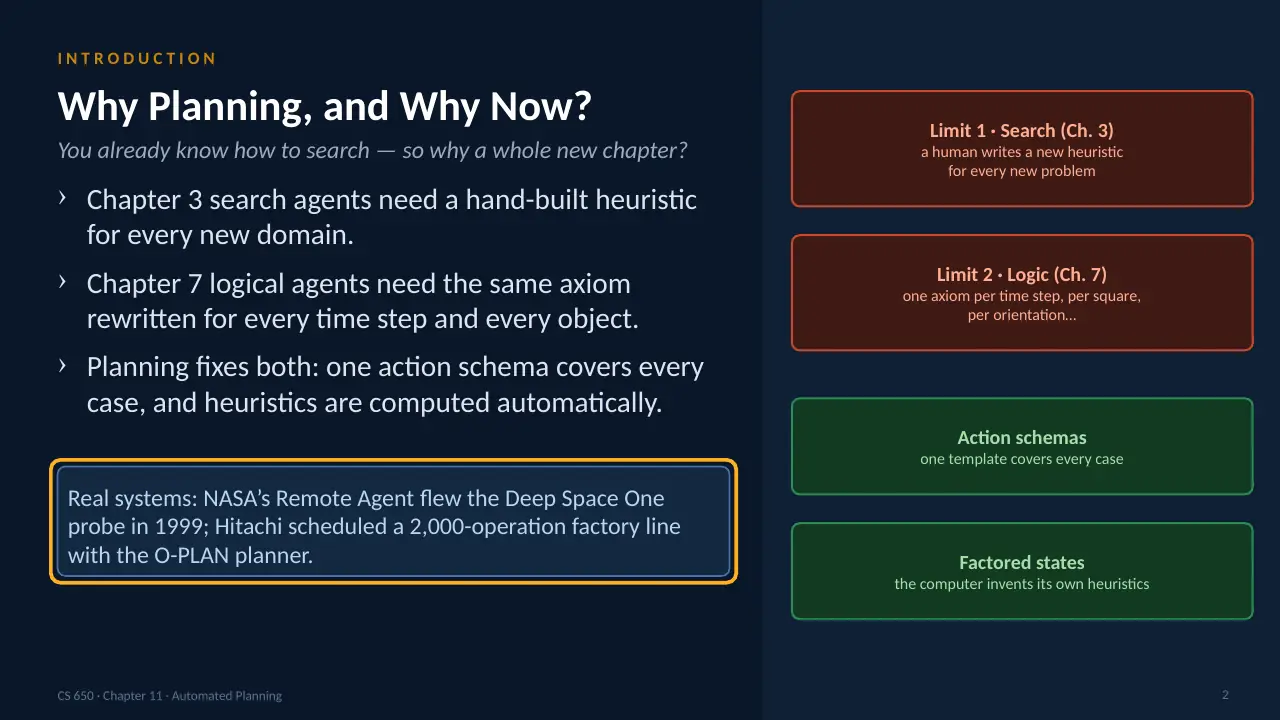 INTRODUCTION
Why Planning, and Why Now?
You already know how to search — so why a whole new chapter?
› Chapter 3 search agents need a hand-built heuristic
for every new domain.
› Chapter 7 logical agents need the same axiom
rewritten for every time step and every object.
› Planning fixes both: one action schema covers every
case, and heuristics are computed automatically.
Real systems: NASA’s Remote Agent flew the Deep Space One
probe in 1999; Hitachi scheduled a 2,000-operation factory line
with the O-PLAN planner.
Limit 1 · Search (Ch. 3)
a human writes a new heuristic
for every new problem
Limit 2 · Logic (Ch. 7)
one axiom per time step, per square,
per orientation…
Action schemas
one template covers every case
Factored states
the computer invents its own heuristics
CS 650 · Chapter 11 · Automated Planning
2